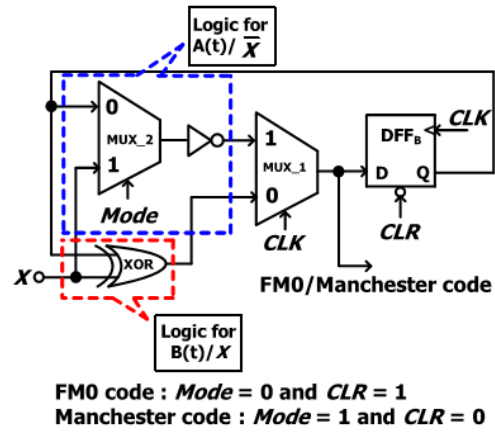 Logic for
A(t)/ X̅
0
MUX_2
1
Mode
1
MUX_1
0
CLK
DFF_B
CLK
D Q
CLR
X
XOR
FM0/Manchester code
Logic for
B(t)/X
FM0 code : Mode = 0 and CLR = 1
Manchester code : Mode = 1 and CLR = 0